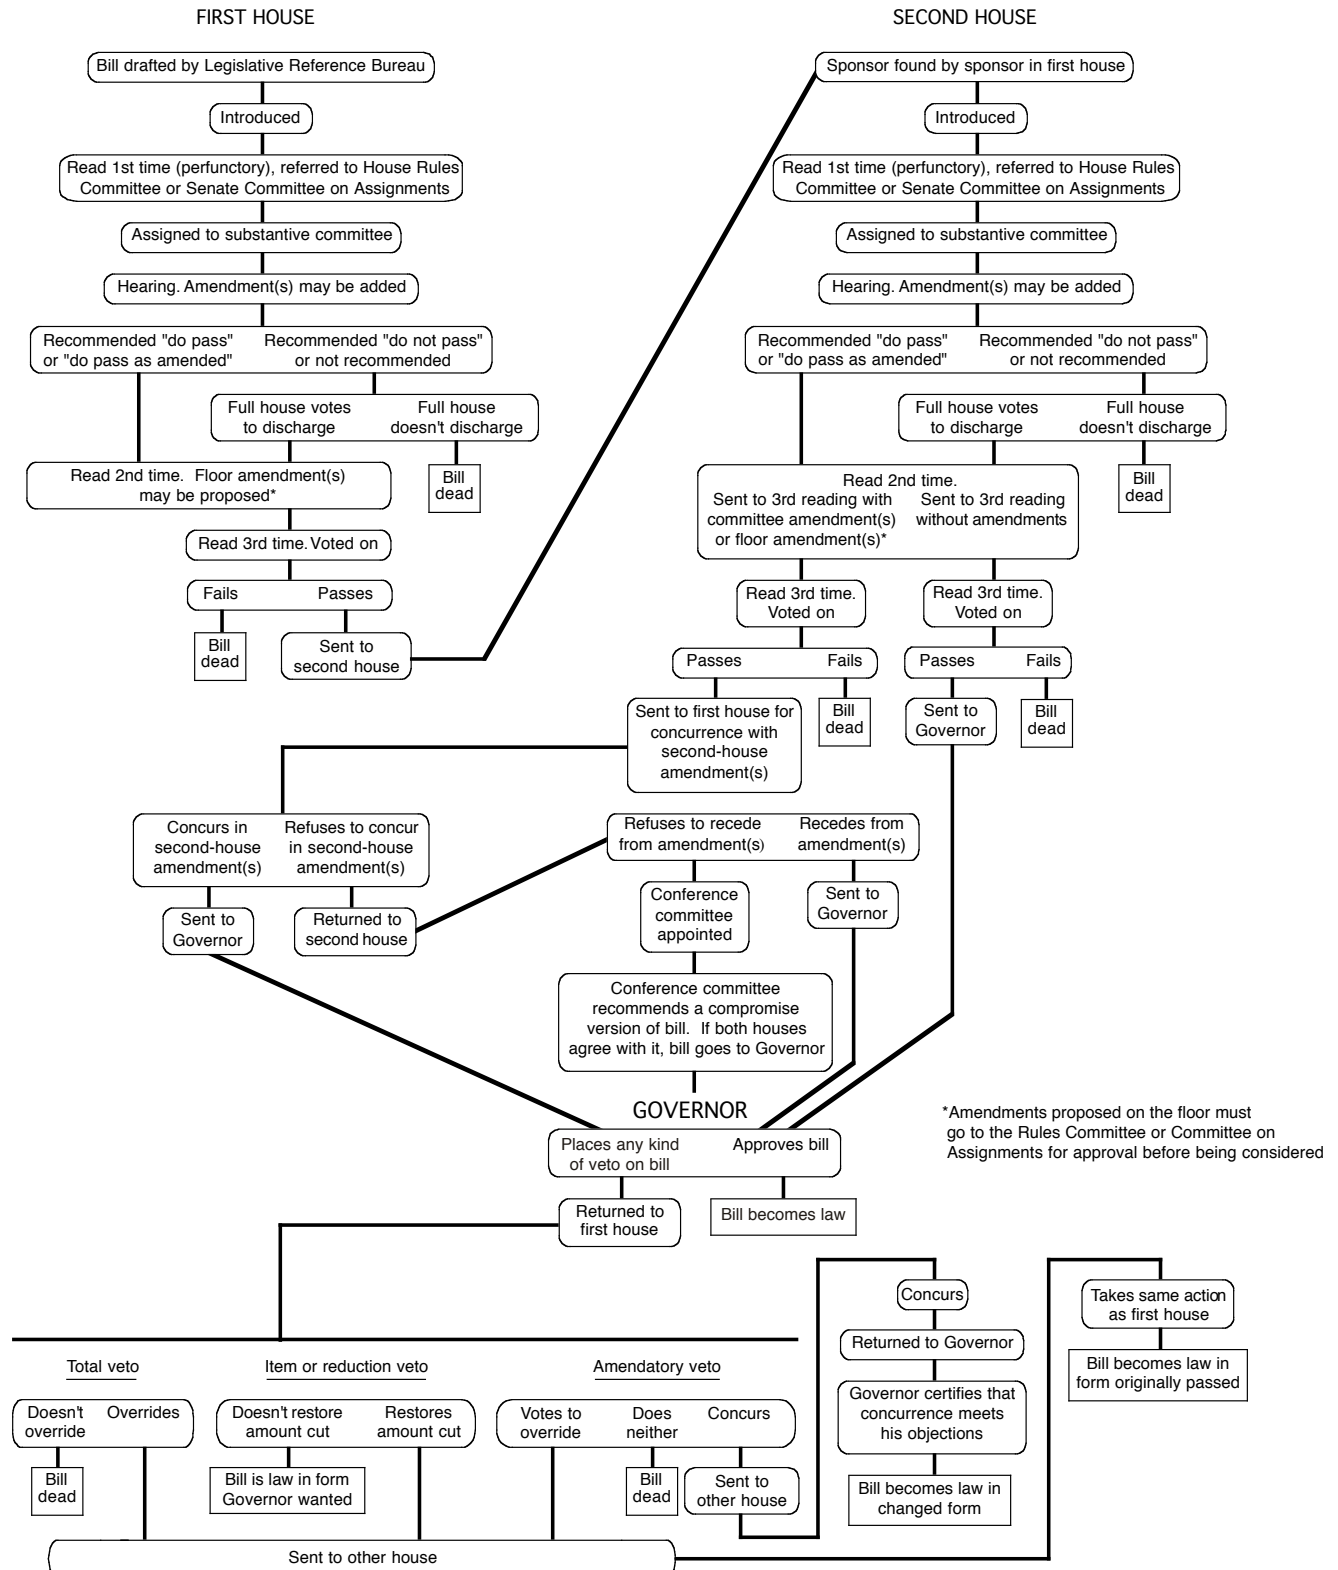 FIRST HOUSE
Bill drafted by Legislative Reference Bureau
Introduced
Read 1st time (perfunctory), referred to House Rules
Committee or Senate Committee on Assignments
Assigned to substantive committee
Hearing. Amendment(s) may be added
Recommended "do pass"
or "do pass as amended"
Recommended "do not pass"
or not recommended
Full house votes
to discharge
Full house
doesn't discharge
Bill
dead
Read 2nd time. Floor amendment(s)
may be proposed*
Read 3rd time. Voted on
Fails
Passes
Bill
dead
Sent to
second house
SECOND HOUSE
Sponsor found by sponsor in first house
Introduced
Read 1st time (perfunctory), referred to House Rules
Committee or Senate Committee on Assignments
Assigned to substantive committee
Hearing. Amendment(s) may be added
Recommended "do pass"
or "do pass as amended"
Recommended "do not pass"
or not recommended
Full house votes
to discharge
Full house
doesn't discharge
Bill
dead
Read 2nd time.
Sent to 3rd reading with
committee amendment(s)
or floor amendment(s)*
Sent to 3rd reading
without amendments
Read 3rd time.
Voted on
Read 3rd time.
Voted on
Passes
Fails
Passes
Fails
Sent to first house for
concurrence with
second-house
amendment(s)
Bill
dead
Sent to
Governor
Bill
dead
Concurs in
second-house
amendment(s)
Refuses to concur
in second-house
amendment(s)
Sent to
Governor
Returned to
second house
Refuses to recede
from amendment(s)
Recedes from
amendment(s)
Conference
committee
appointed
Sent to
Governor
Conference committee
recommends a compromise
version of bill. If both houses
agree with it, bill goes to Governor
GOVERNOR
Places any kind
of veto on bill
Approves bill
Returned to
first house
Bill becomes law
*Amendments proposed on the floor must
go to the Rules Committee or Committee on
Assignments for approval before being considered
Total veto
Doesn't
override
Overrides
Bill
dead
Item or reduction veto
Doesn't restore
amount cut
Restores
amount cut
Bill is law in form
Governor wanted
Amendatory veto
Votes to
override
Does
neither
Concurs
Bill
dead
Sent to
other house
Sent to other house
Concurs
Returned to Governor
Governor certifies that
concurrence meets
his objections
Bill becomes law in
changed form
Takes same action
as first house
Bill becomes law in
form originally passed